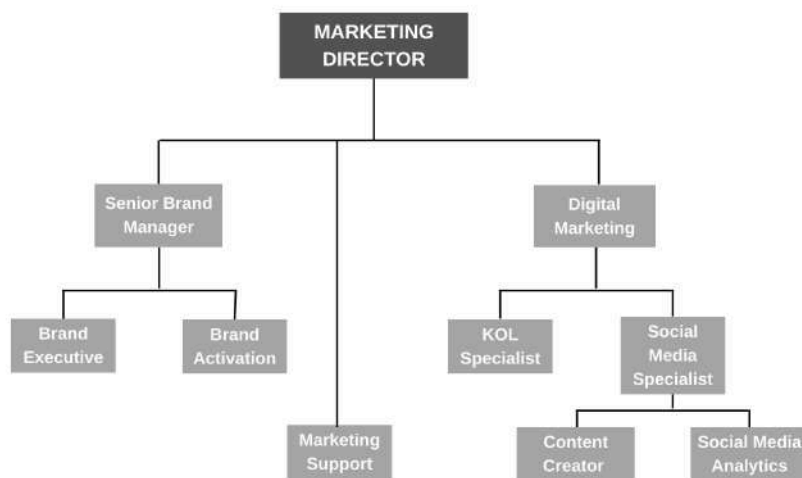 MARKETING
DIRECTOR
Senior Brand
Manager
Digital
Marketing
Brand
Executive
Brand
Activation
KOL
Specialist
Social
Media
Specialist
Marketing
Support
Content
Creator
Social Media
Analytics